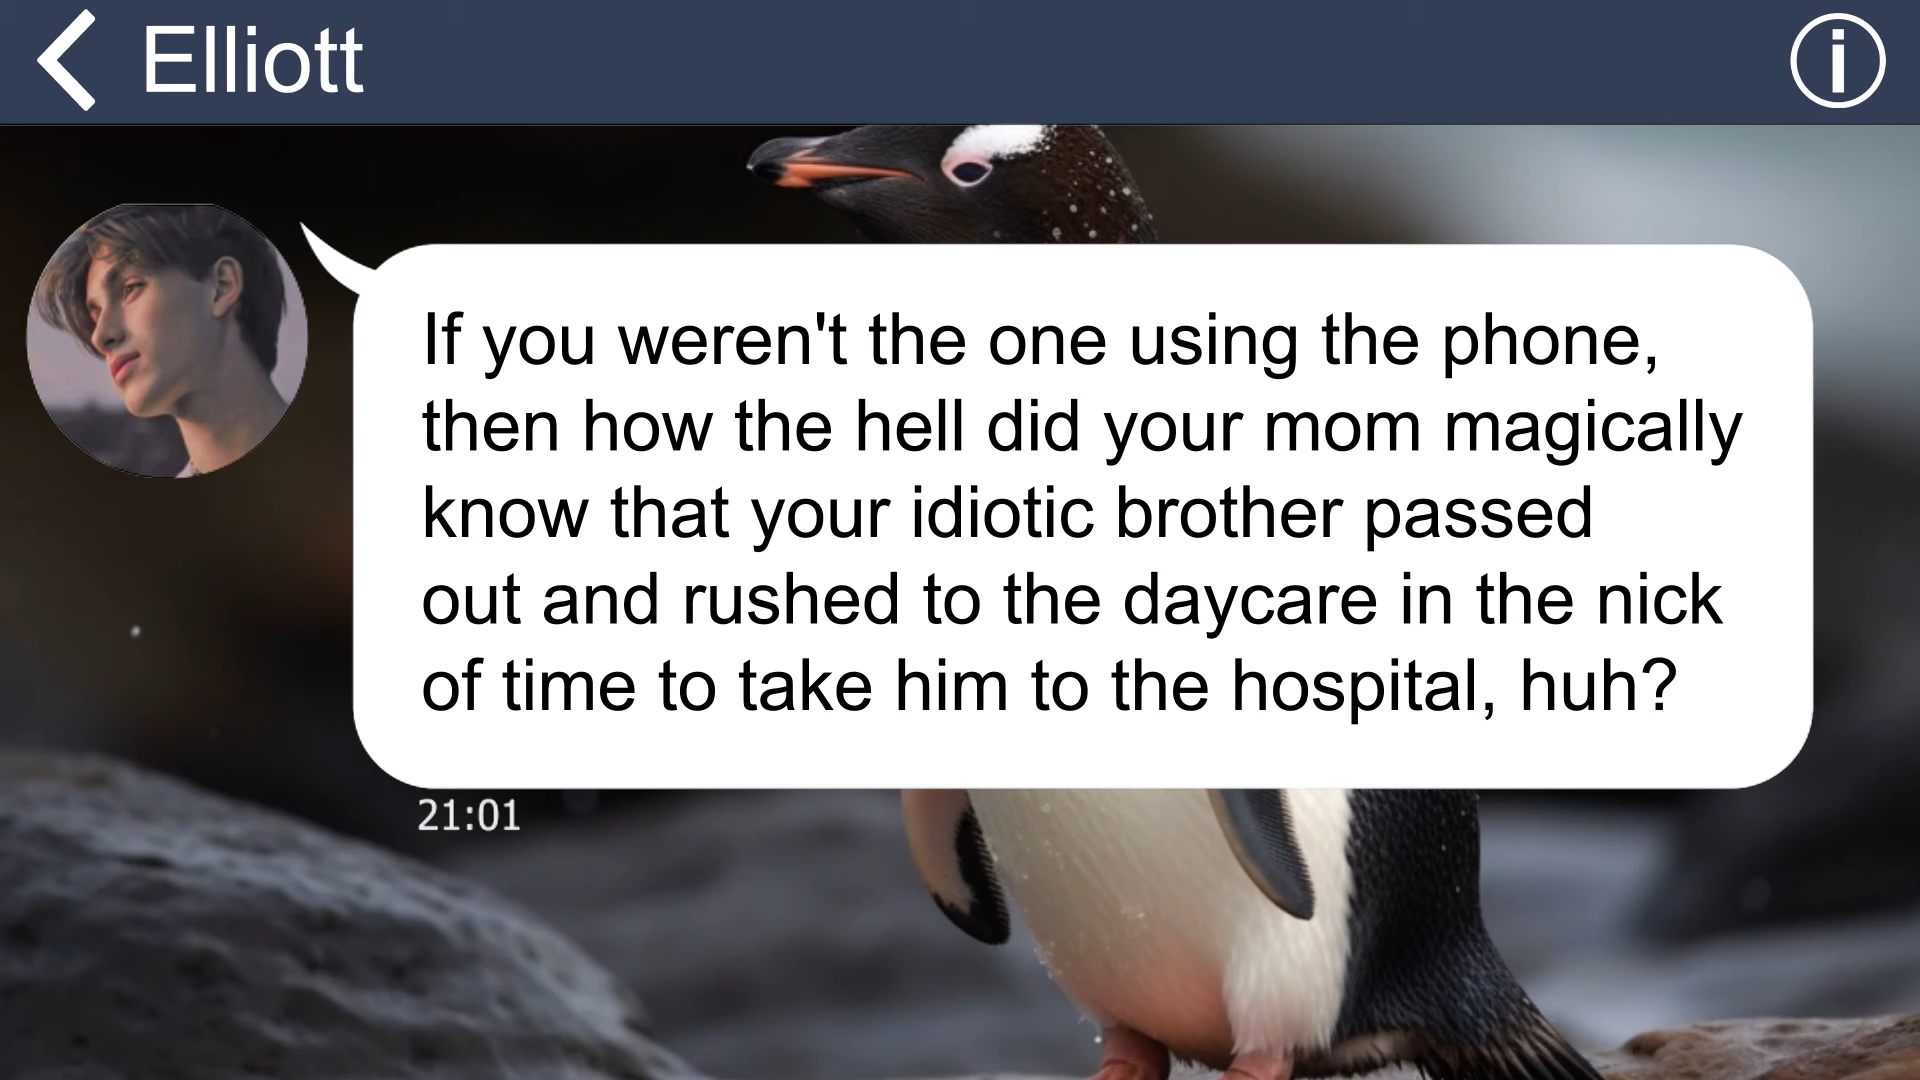 Elliott
If you weren't the one using the phone,
then how the hell did your mom magically
know that your idiotic brother passed
out and rushed to the daycare in the nick
of time to take him to the hospital, huh?
21:01